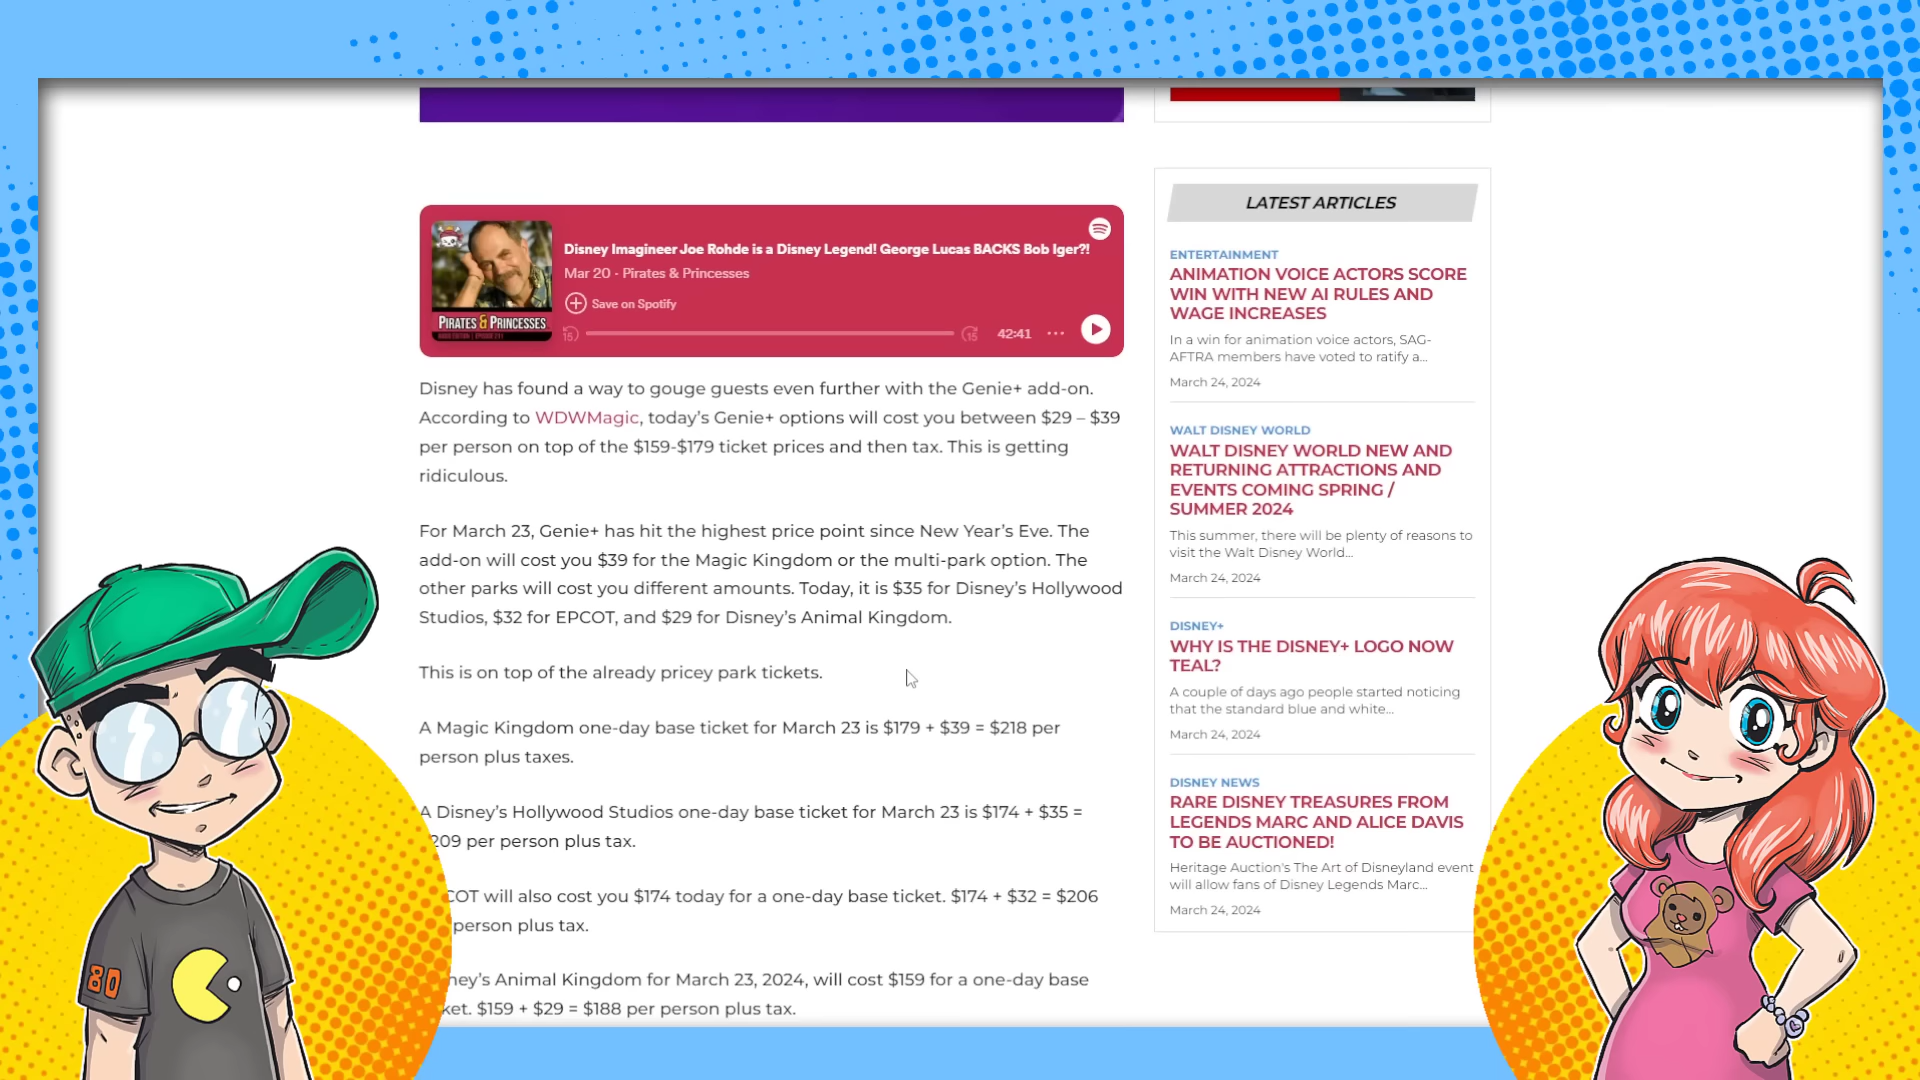 Disney Imagineer Joe Rohde is a Disney Legend! George Lucas BACKS Bob Iger?!
Mar 20 · Pirates & Princesses
Save on Spotify
PIRATES & PRINCESSES
15
15
42:41
Disney has found a way to gouge guests even further with the Genie+ add-on.
According to WDWMagic, today's Genie+ options will cost you between $29 – $39
per person on top of the $159-$179 ticket prices and then tax. This is getting
ridiculous.
For March 23, Genie+ has hit the highest price point since New Year's Eve. The
add-on will cost you $39 for the Magic Kingdom or the multi-park option. The
other parks will cost you different amounts. Today, it is $35 for Disney's Hollywood
Studios, $32 for EPCOT, and $29 for Disney's Animal Kingdom.
This is on top of the already pricey park tickets.
A Magic Kingdom one-day base ticket for March 23 is $179 + $39 = $218 per
person plus taxes.
A Disney's Hollywood Studios one-day base ticket for March 23 is $174 + $35 =
209 per person plus tax.
COT will also cost you $174 today for a one-day base ticket. $174 + $32 = $206
person plus tax.
ney's Animal Kingdom for March 23, 2024, will cost $159 for a one-day base
ket. $159 + $29 = $188 per person plus tax.
LATEST ARTICLES
ENTERTAINMENT
ANIMATION VOICE ACTORS SCORE
WIN WITH NEW AI RULES AND
WAGE INCREASES
In a win for animation voice actors, SAG-
AFTRA members have voted to ratify a...
March 24, 2024
WALT DISNEY WORLD
WALT DISNEY WORLD NEW AND
RETURNING ATTRACTIONS AND
EVENTS COMING SPRING /
SUMMER 2024
This summer, there will be plenty of reasons to
visit the Walt Disney World...
March 24, 2024
DISNEY+
WHY IS THE DISNEY+ LOGO NOW
TEAL?
A couple of days ago people started noticing
that the standard blue and white...
March 24, 2024
DISNEY NEWS
RARE DISNEY TREASURES FROM
LEGENDS MARC AND ALICE DAVIS
TO BE AUCTIONED!
Heritage Auction's The Art of Disneyland event
will allow fans of Disney Legends Marc...
March 24, 2024
80